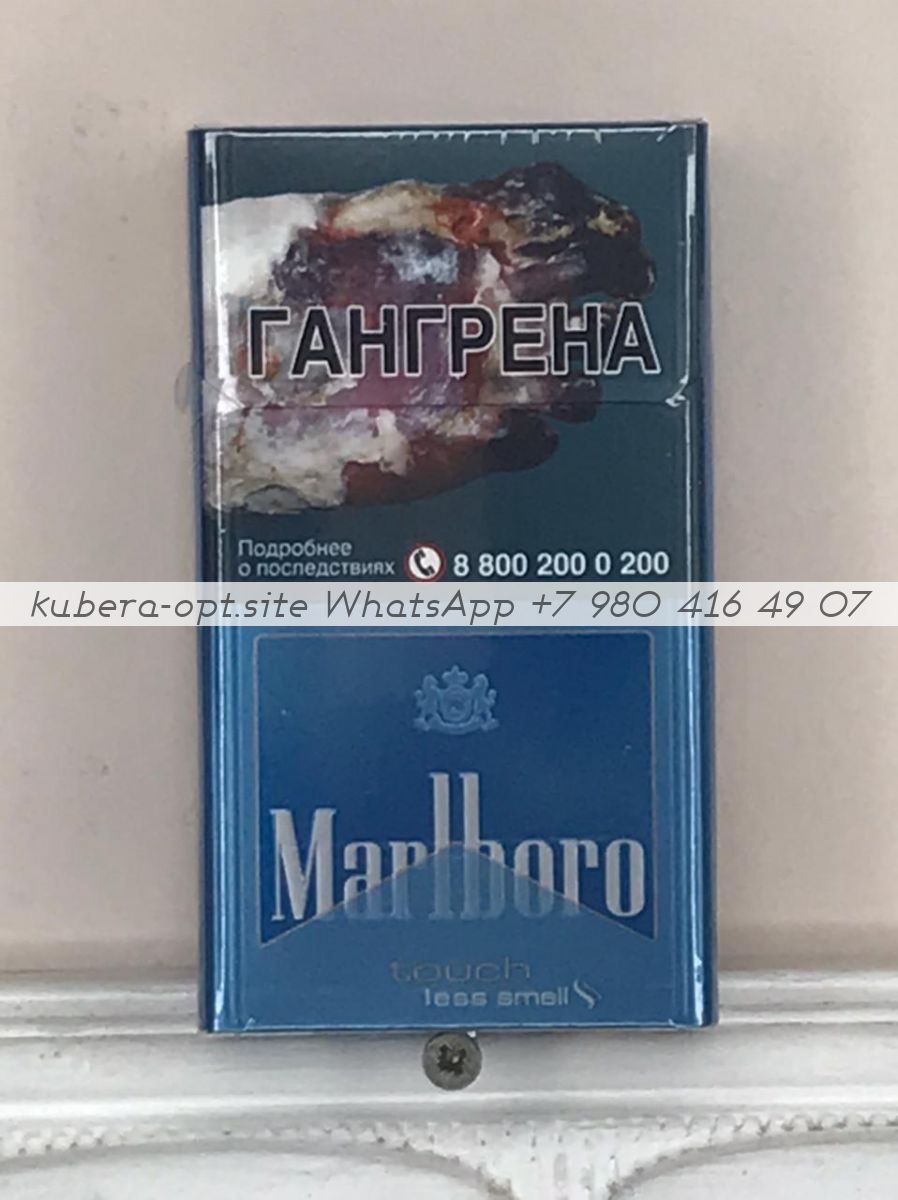 ГАНГРЕНА
Подробнее
о последствиях 8 800 200 0 200
kubera-opt.site WhatsApp +7 980 416 49 07
Marlboro
touch
less smell